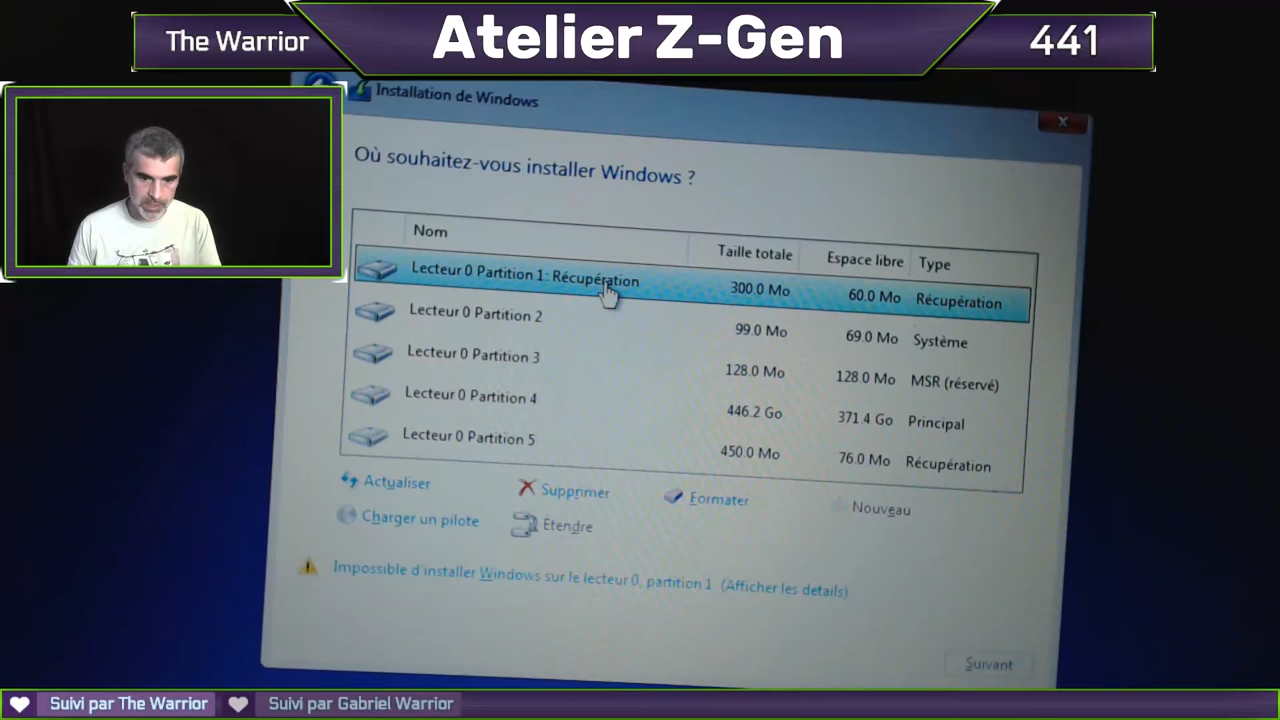 The Warrior
Atelier Z-Gen
441
Installation de Windows
Où souhaitez-vous installer Windows ?
Nom Taille totale Espace libre Type
Lecteur 0 Partition 1: Récupération 300.0 Mo 60.0 Mo Récupération
Lecteur 0 Partition 2 99.0 Mo 69.0 Mo Système
Lecteur 0 Partition 3 128.0 Mo 128.0 Mo MSR (réservé)
Lecteur 0 Partition 4 446.2 Go 371.4 Go Principal
Lecteur 0 Partition 5 450.0 Mo 76.0 Mo Récupération
Actualiser Supprimer Formater Nouveau
Charger un pilote Étendre
Impossible d'installer Windows sur le lecteur 0, partition 1 (Afficher les détails)
Suivant
Suivi par The Warrior Suivi par Gabriel Warrior